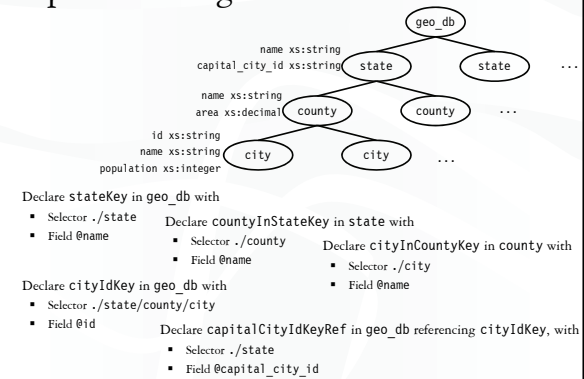 geo_db
name xs:string
capital_city_id xs:string
state
state
...
name xs:string
area xs:decimal
county
county
...
id xs:string
name xs:string
population xs:integer
city
city
...
Declare stateKey in geo_db with
▪ Selector ./state
▪ Field @name
Declare countyInStateKey in state with
▪ Selector ./county
▪ Field @name
Declare cityInCountyKey in county with
▪ Selector ./city
▪ Field @name
Declare cityIdKey in geo_db with
▪ Selector ./state/county/city
▪ Field @id
Declare capitalCityIdKeyRef in geo_db referencing cityIdKey, with
▪ Selector ./state
▪ Field @capital_city_id